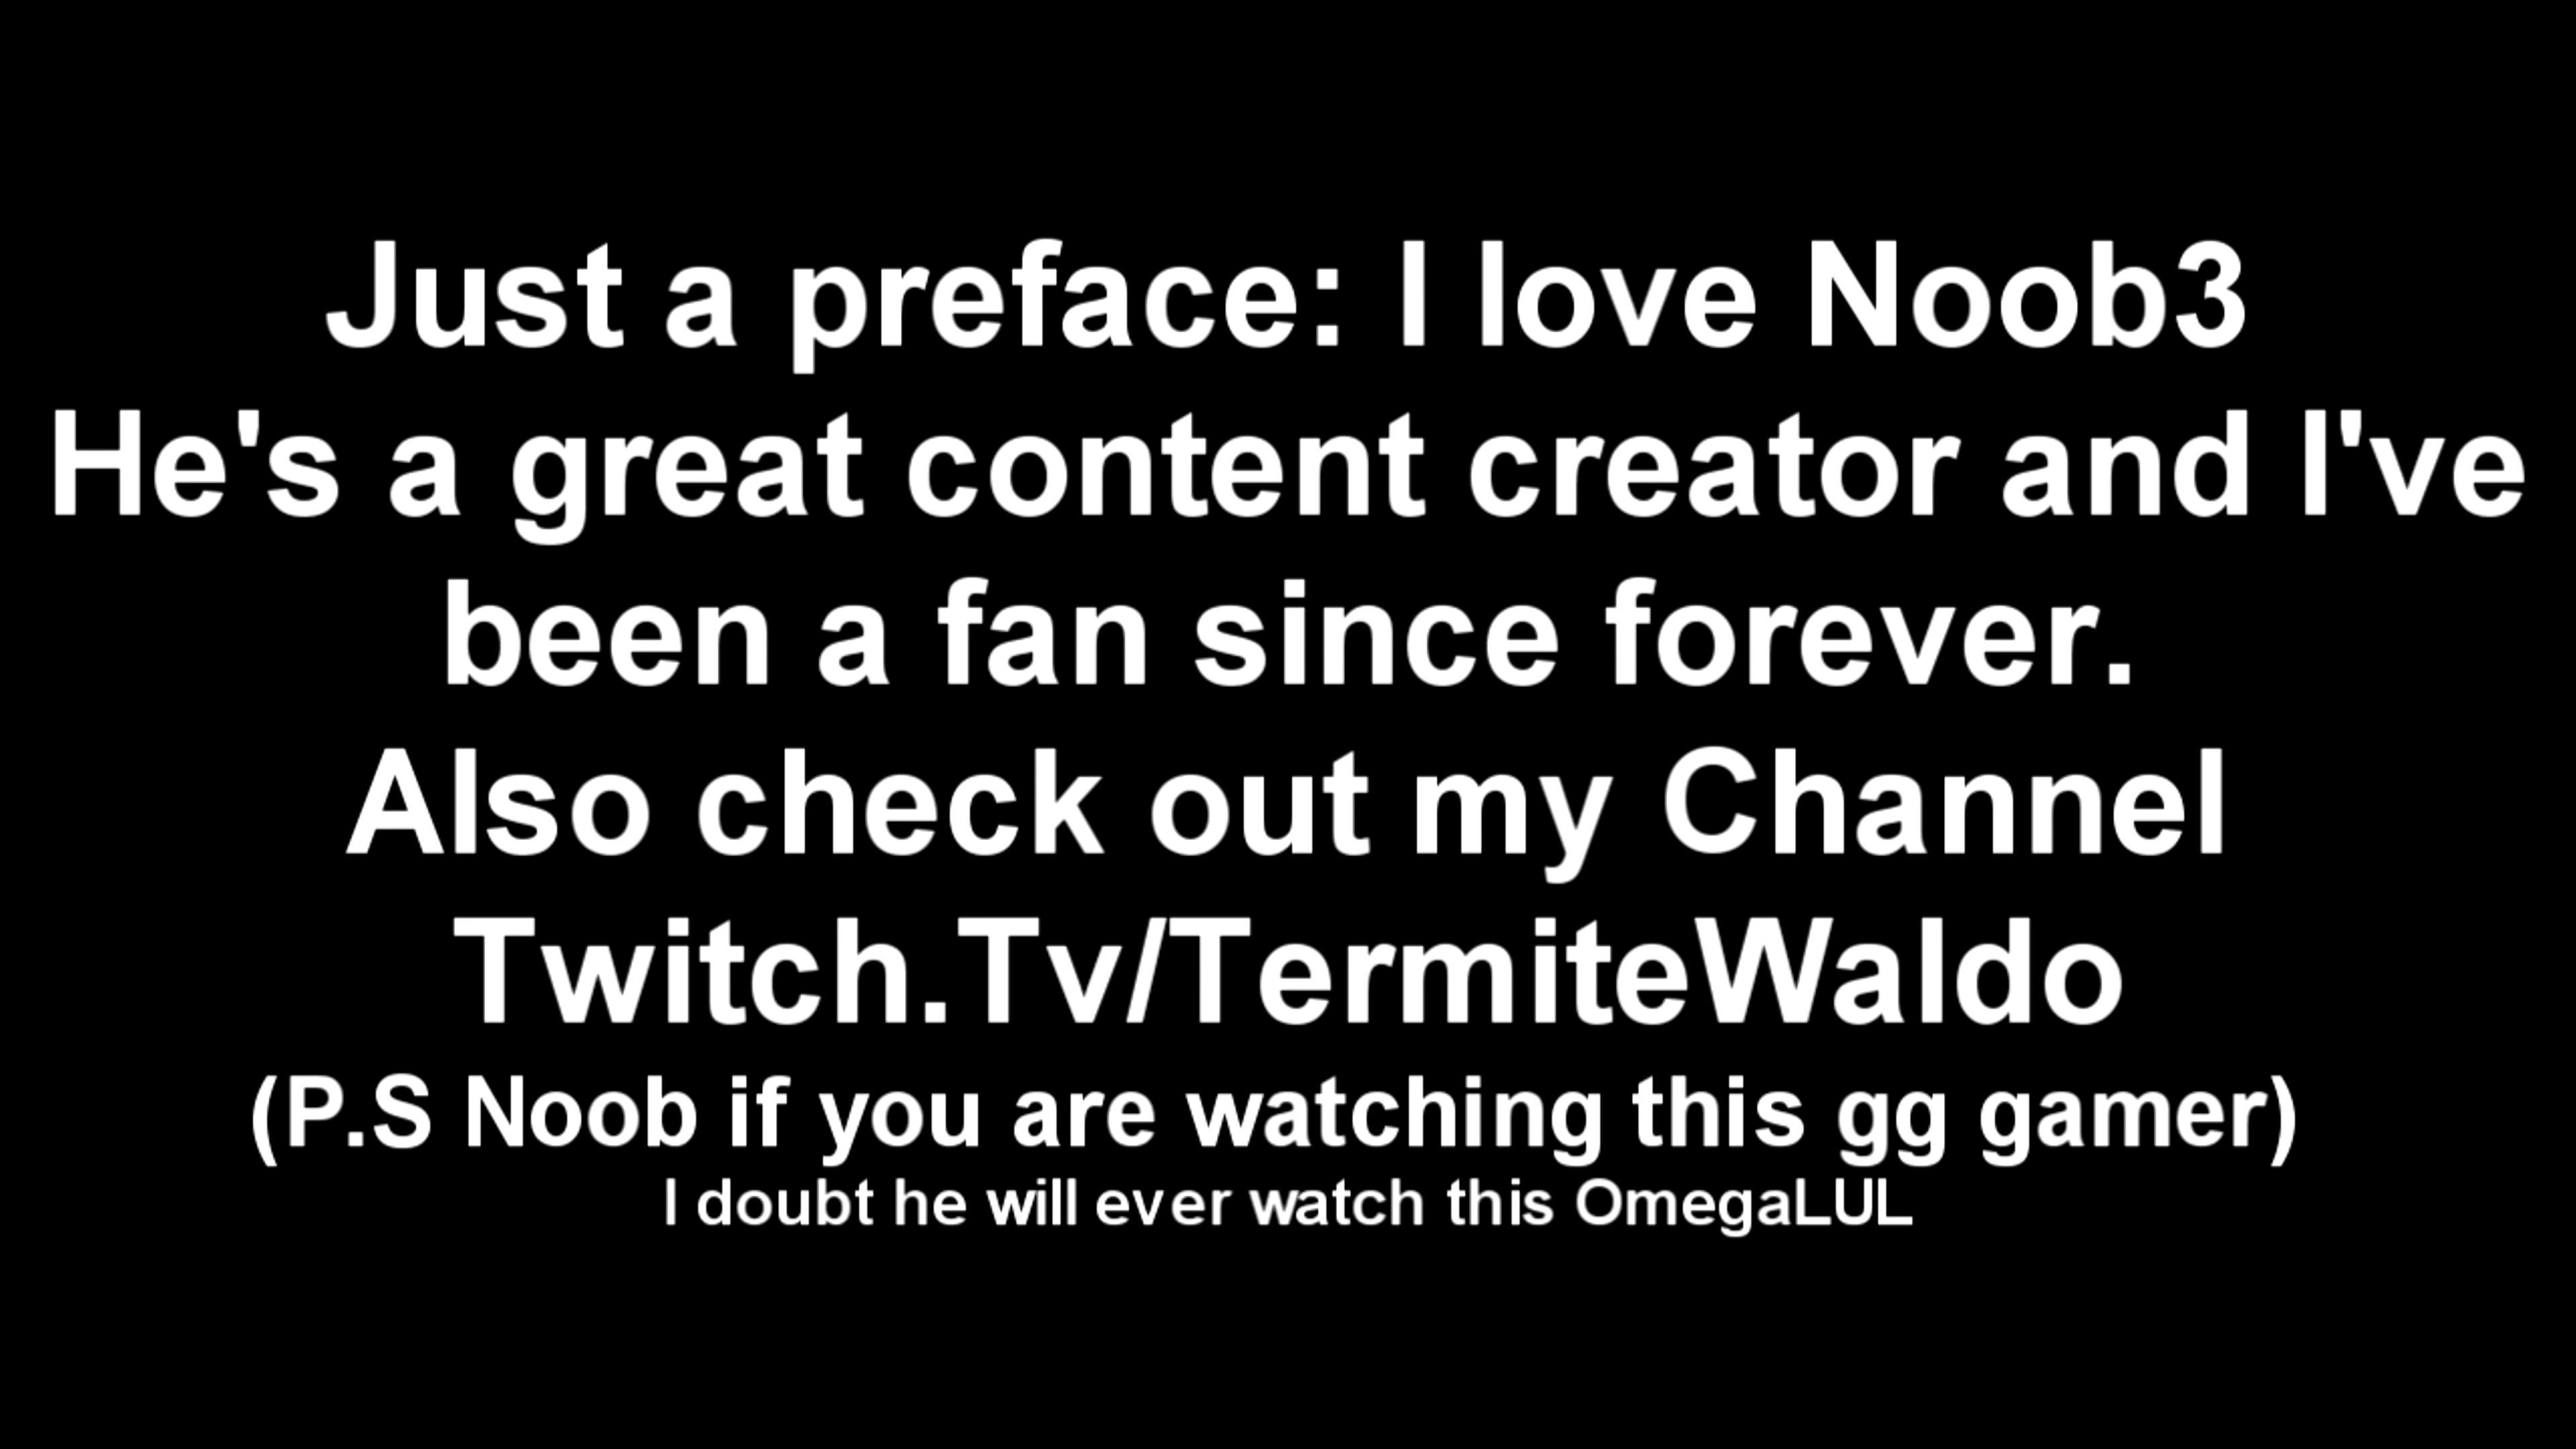 Just a preface: I love Noob3
He's a great content creator and I've
been a fan since forever.
Also check out my Channel
Twitch.Tv/TermiteWaldo
(P.S Noob if you are watching this gg gamer)
I doubt he will ever watch this OmegaLUL